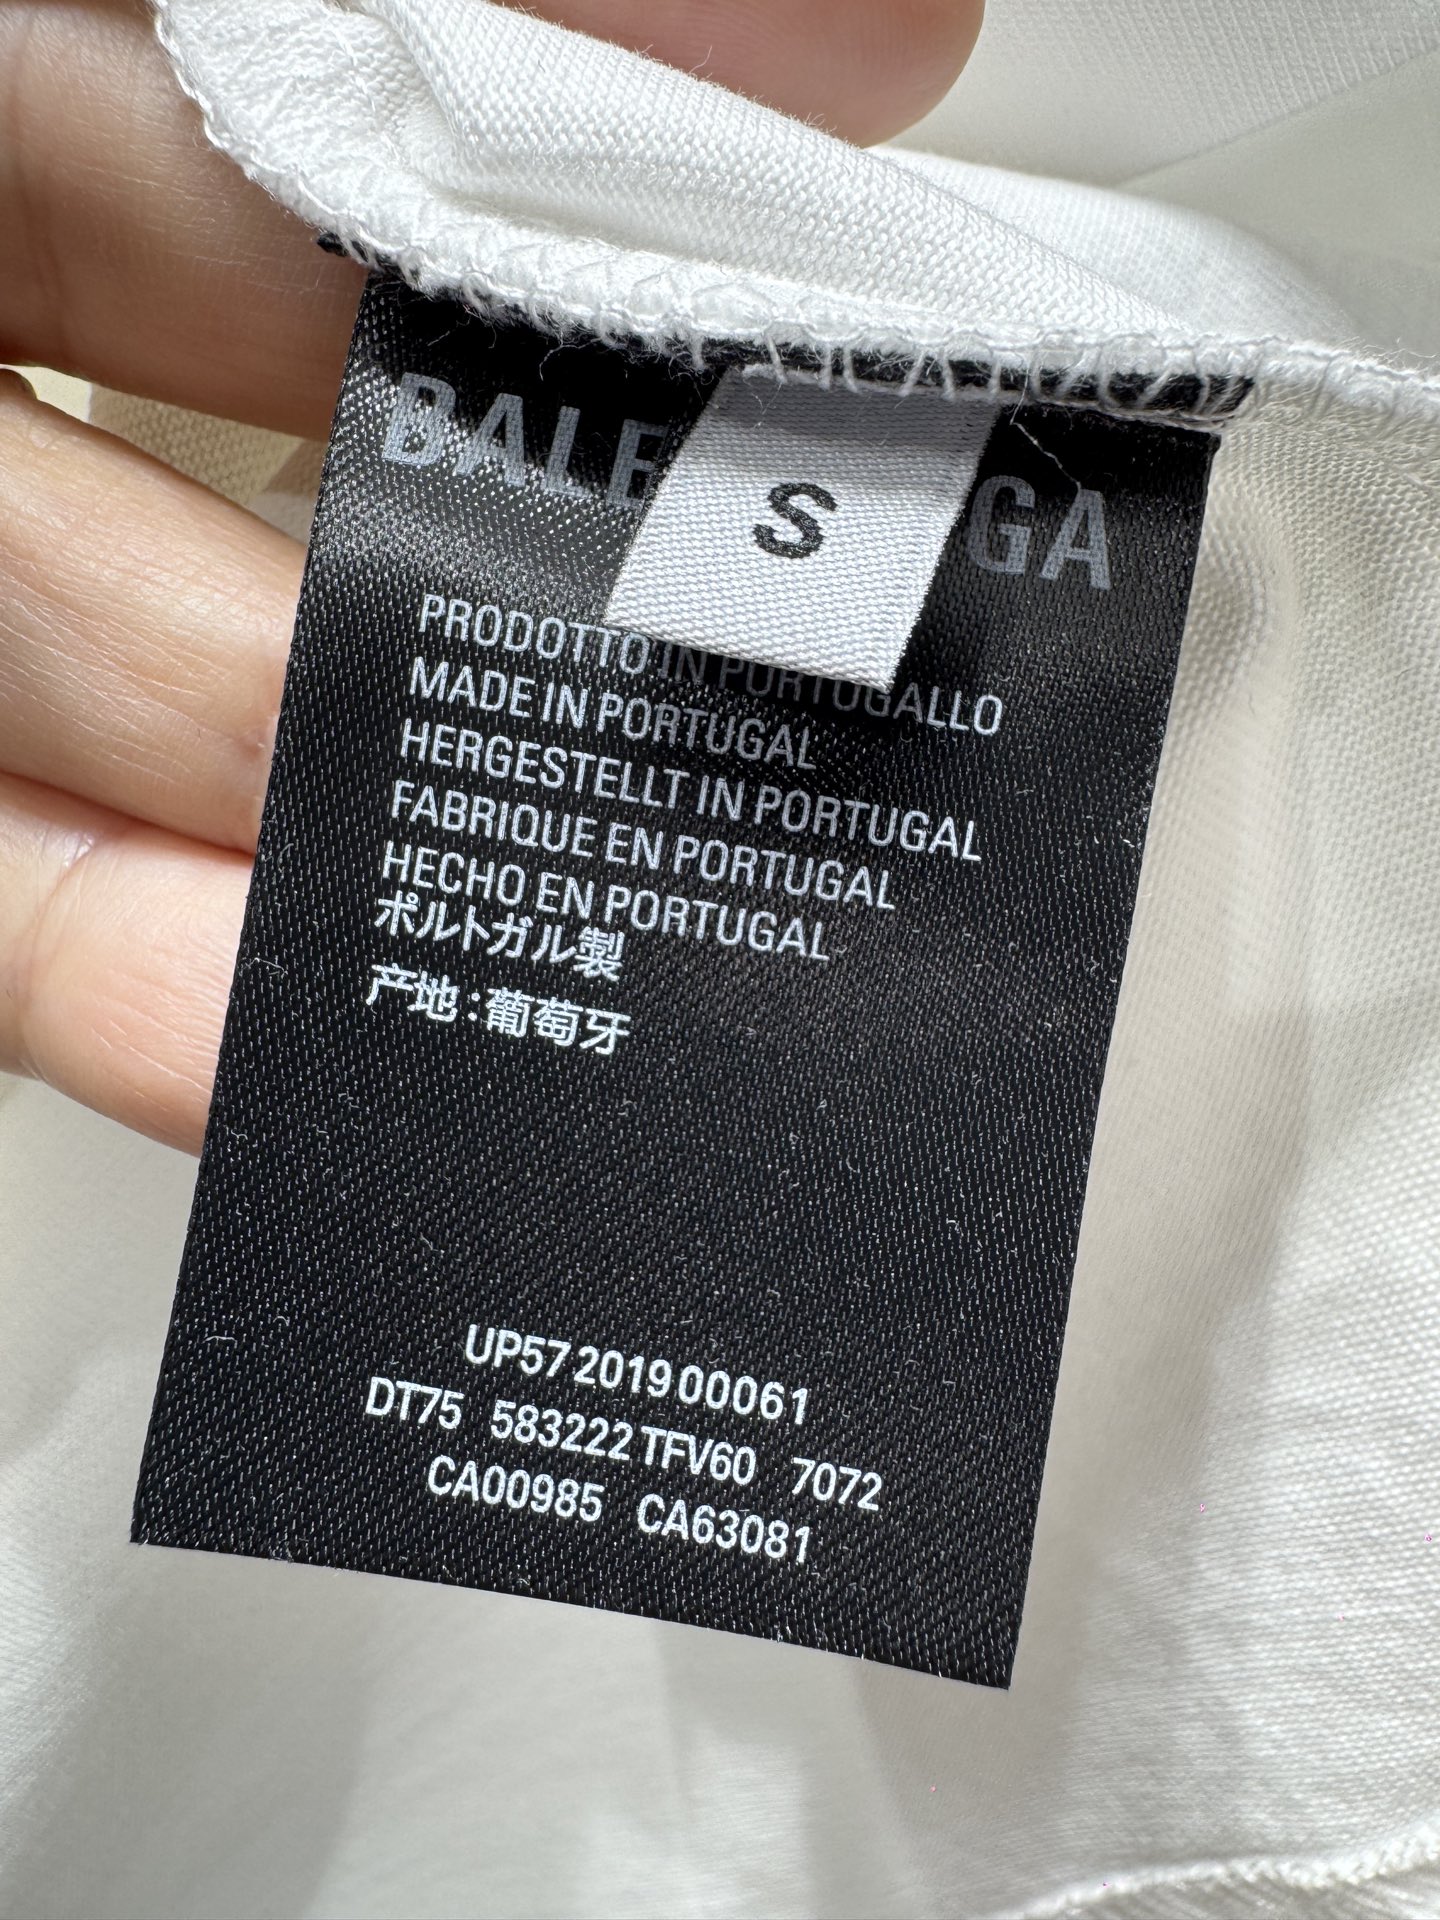 BALE GA
S
PRODOTTO IN PORTUGALLO
MADE IN PORTUGAL
HERGESTELLT IN PORTUGAL
FABRIQUE EN PORTUGAL
HECHO EN PORTUGAL
ポルトガル製
产地:葡萄牙
UP57 2019 00061
DT75 583222 TFV60 7072
CA00985 CA63081